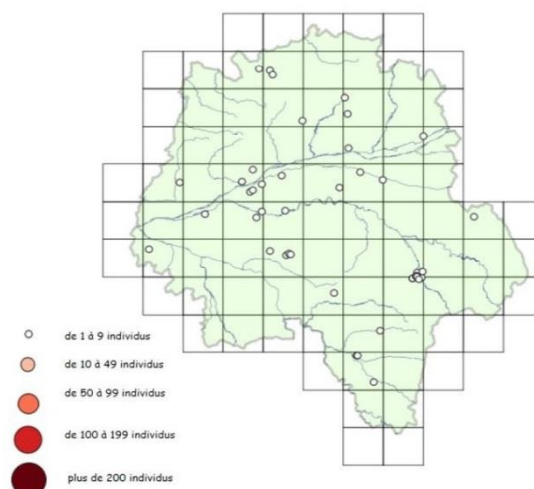 de 1 à 9 individus
de 10 à 49 individus
de 50 à 99 individus
de 100 à 199 individus
plus de 200 individus